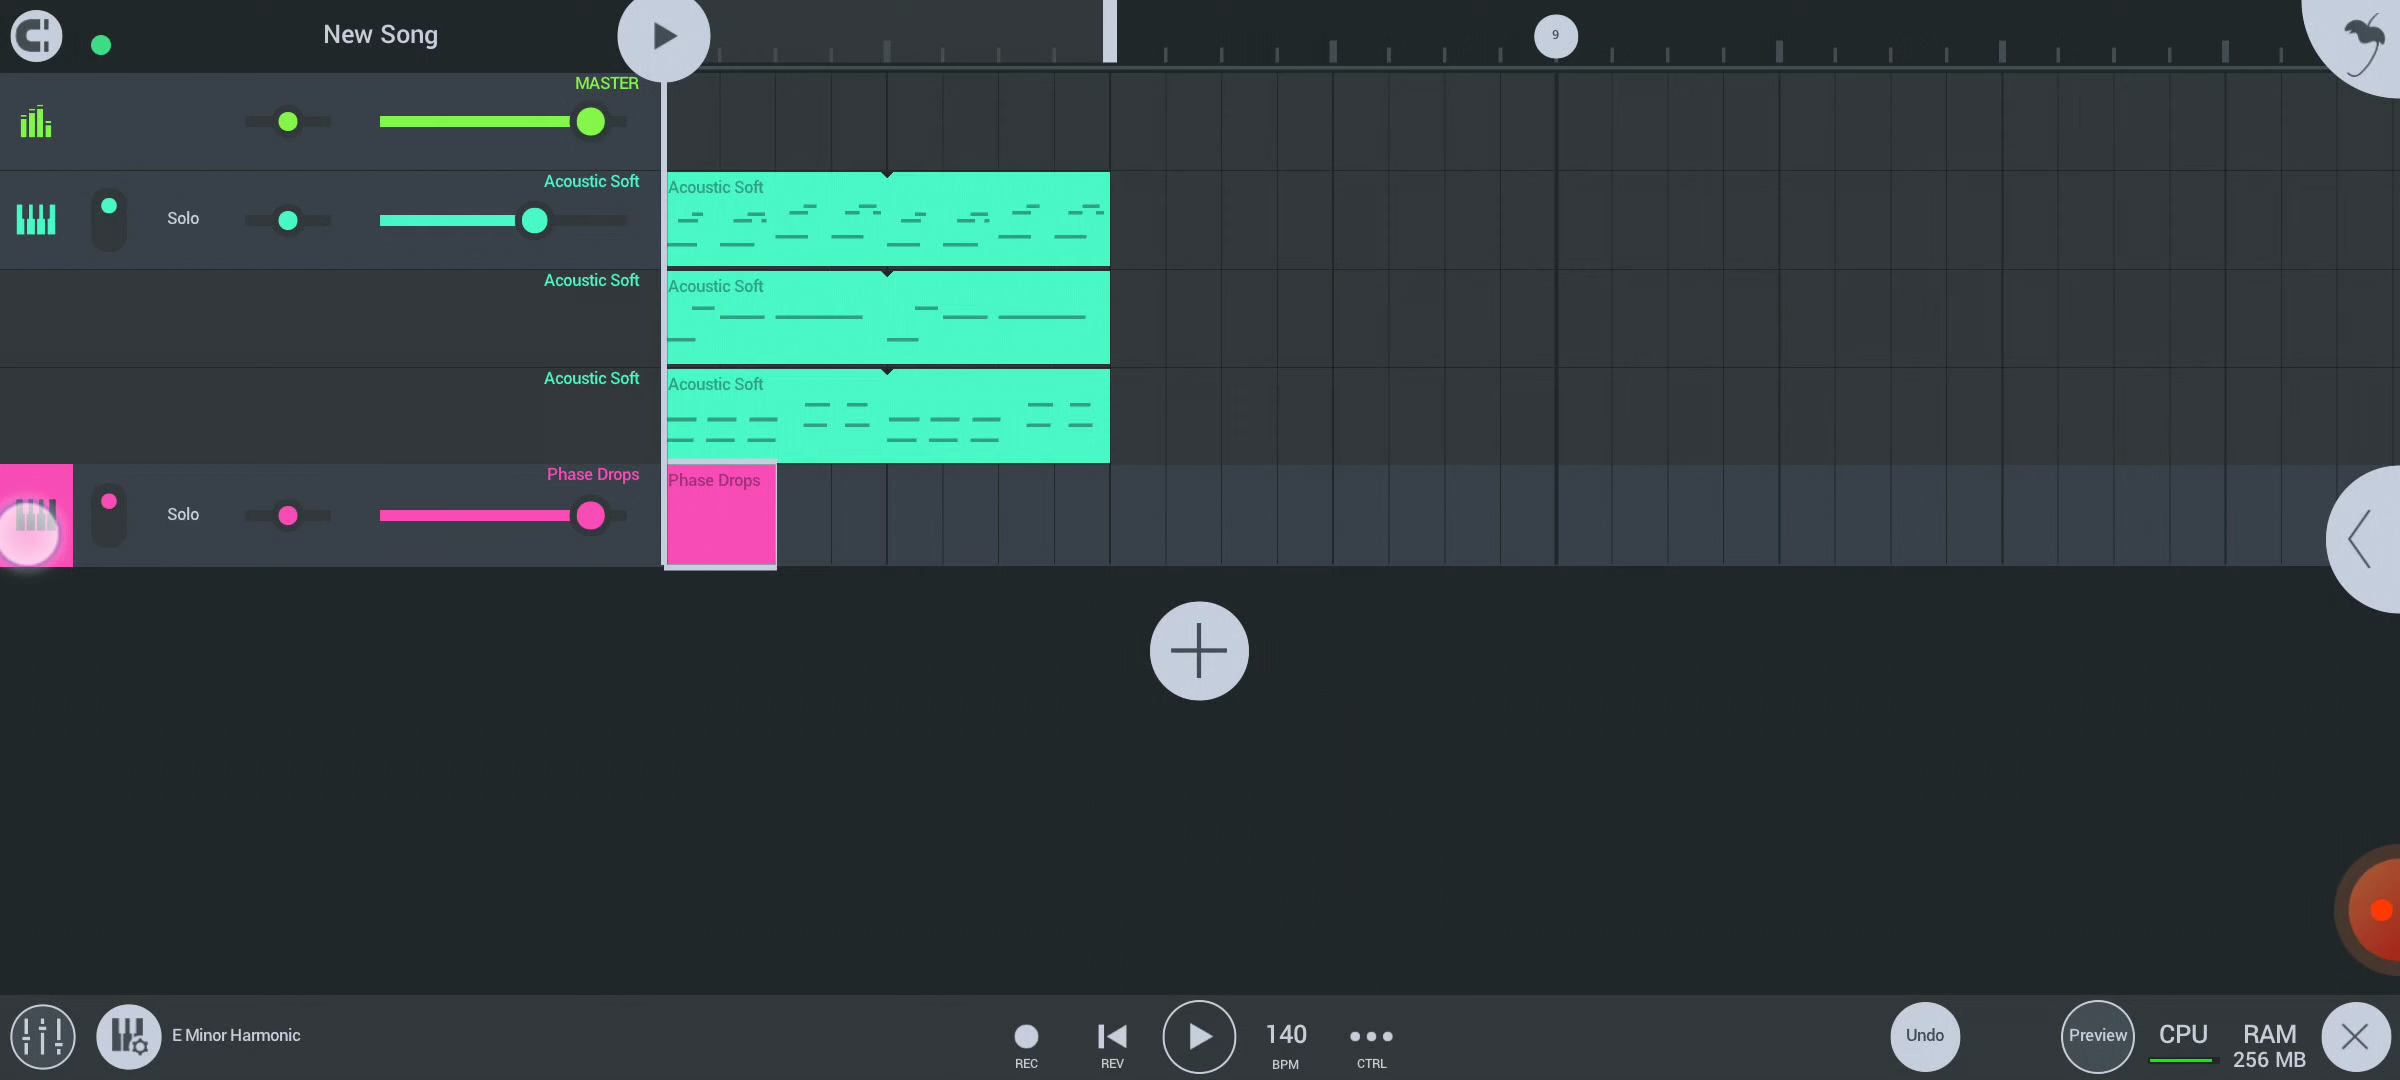 New Song
9
MASTER
Acoustic Soft
Solo
Acoustic Soft
Acoustic Soft
Acoustic Soft
Acoustic Soft
Acoustic Soft
Phase Drops
Solo
Phase Drops
E Minor Harmonic
REC
REV
140
BPM
CTRL
Undo
Preview
CPU
RAM
256 MB